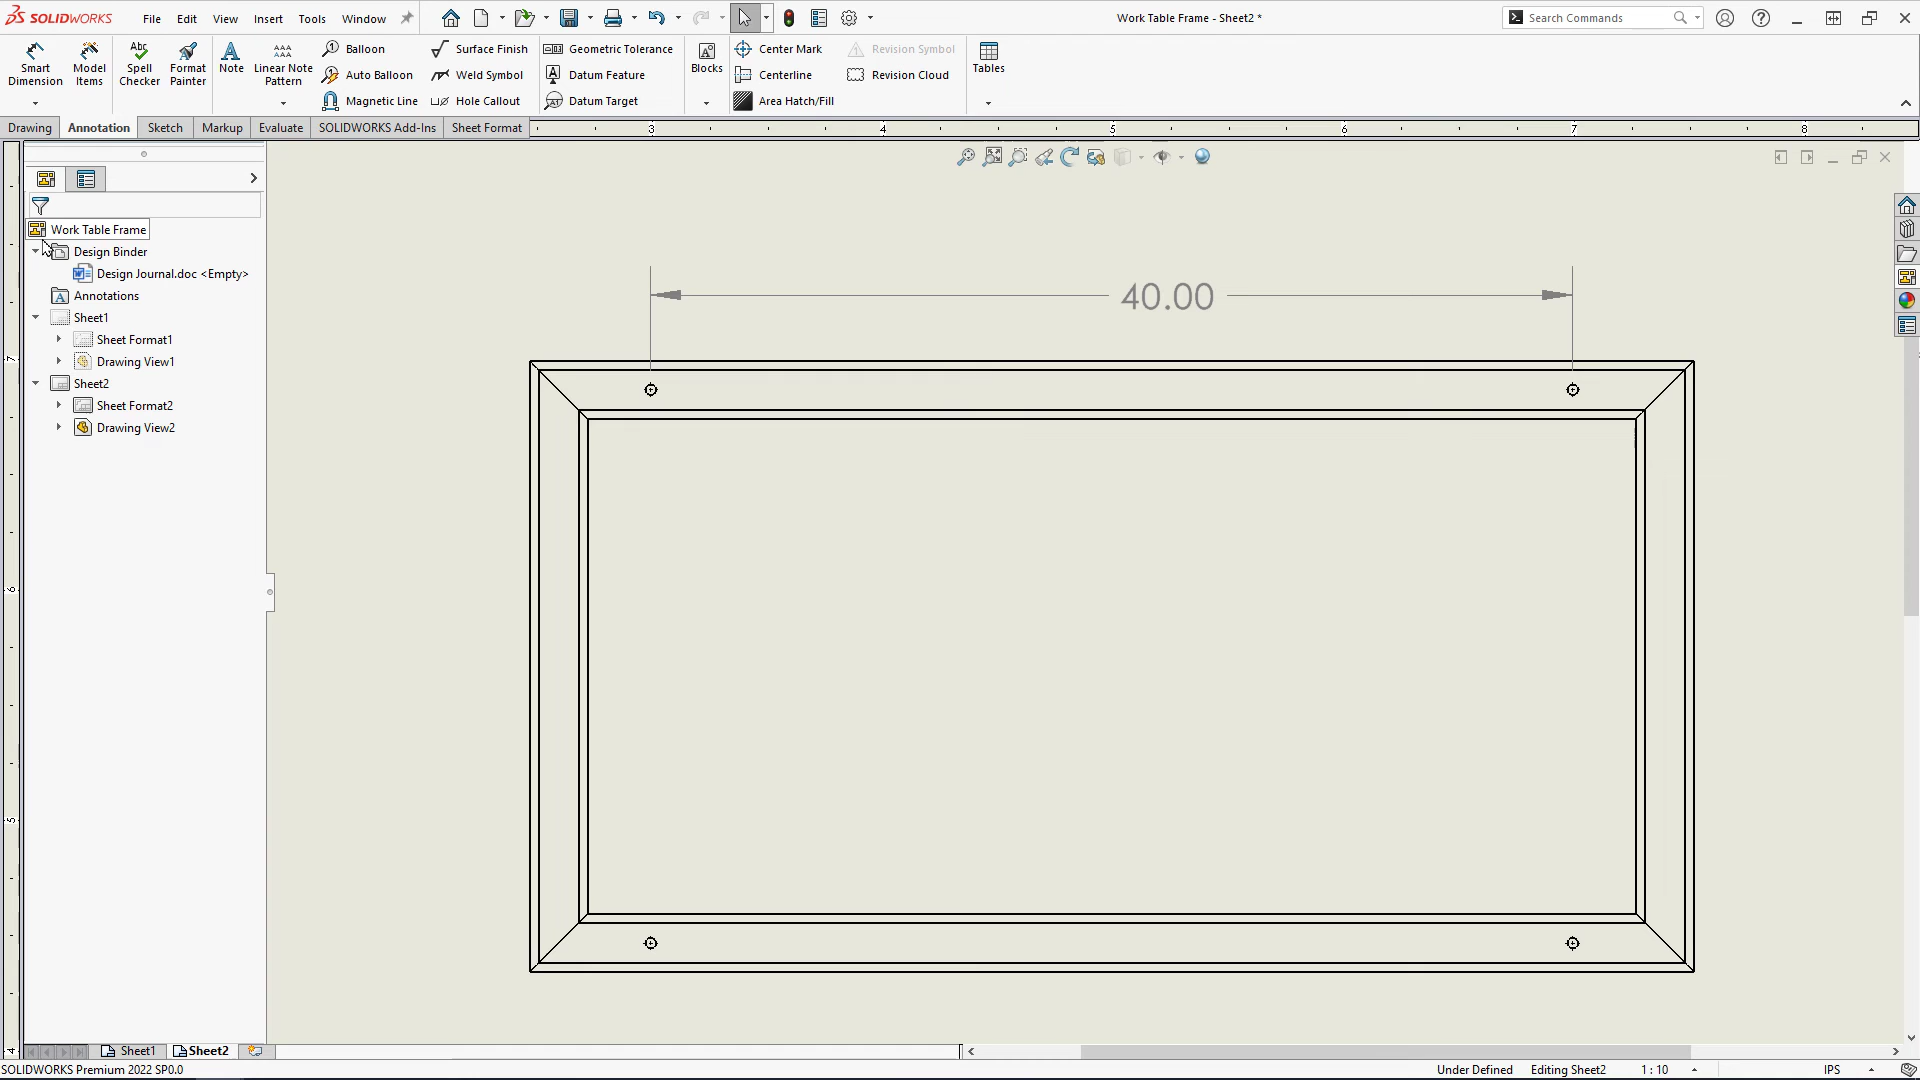 SOLIDWORKS File Edit View Insert Tools Window Work Table Frame - Sheet2 * Search Commands
Smart Dimension
Model Items
Abc Spell Checker
Format Painter
Note
Linear Note Pattern
Balloon
Auto Balloon
Magnetic Line
Surface Finish
Weld Symbol
Hole Callout
Geometric Tolerance
Datum Feature
Datum Target
Blocks
Center Mark
Centerline
Area Hatch/Fill
Revision Symbol
Revision Cloud
Tables
Drawing Annotation Sketch Markup Evaluate SOLIDWORKS Add-Ins Sheet Format 3 4 5 6 7 8
Work Table Frame
Design Binder
Design Journal.doc <Empty>
Annotations
Sheet1
Sheet Format1
Drawing View1
Sheet2
Sheet Format2
Drawing View2
40.00
7
6
5
4
Sheet1 Sheet2
SOLIDWORKS Premium 2022 SP0.0 Under Defined Editing Sheet2 1 : 10 IPS